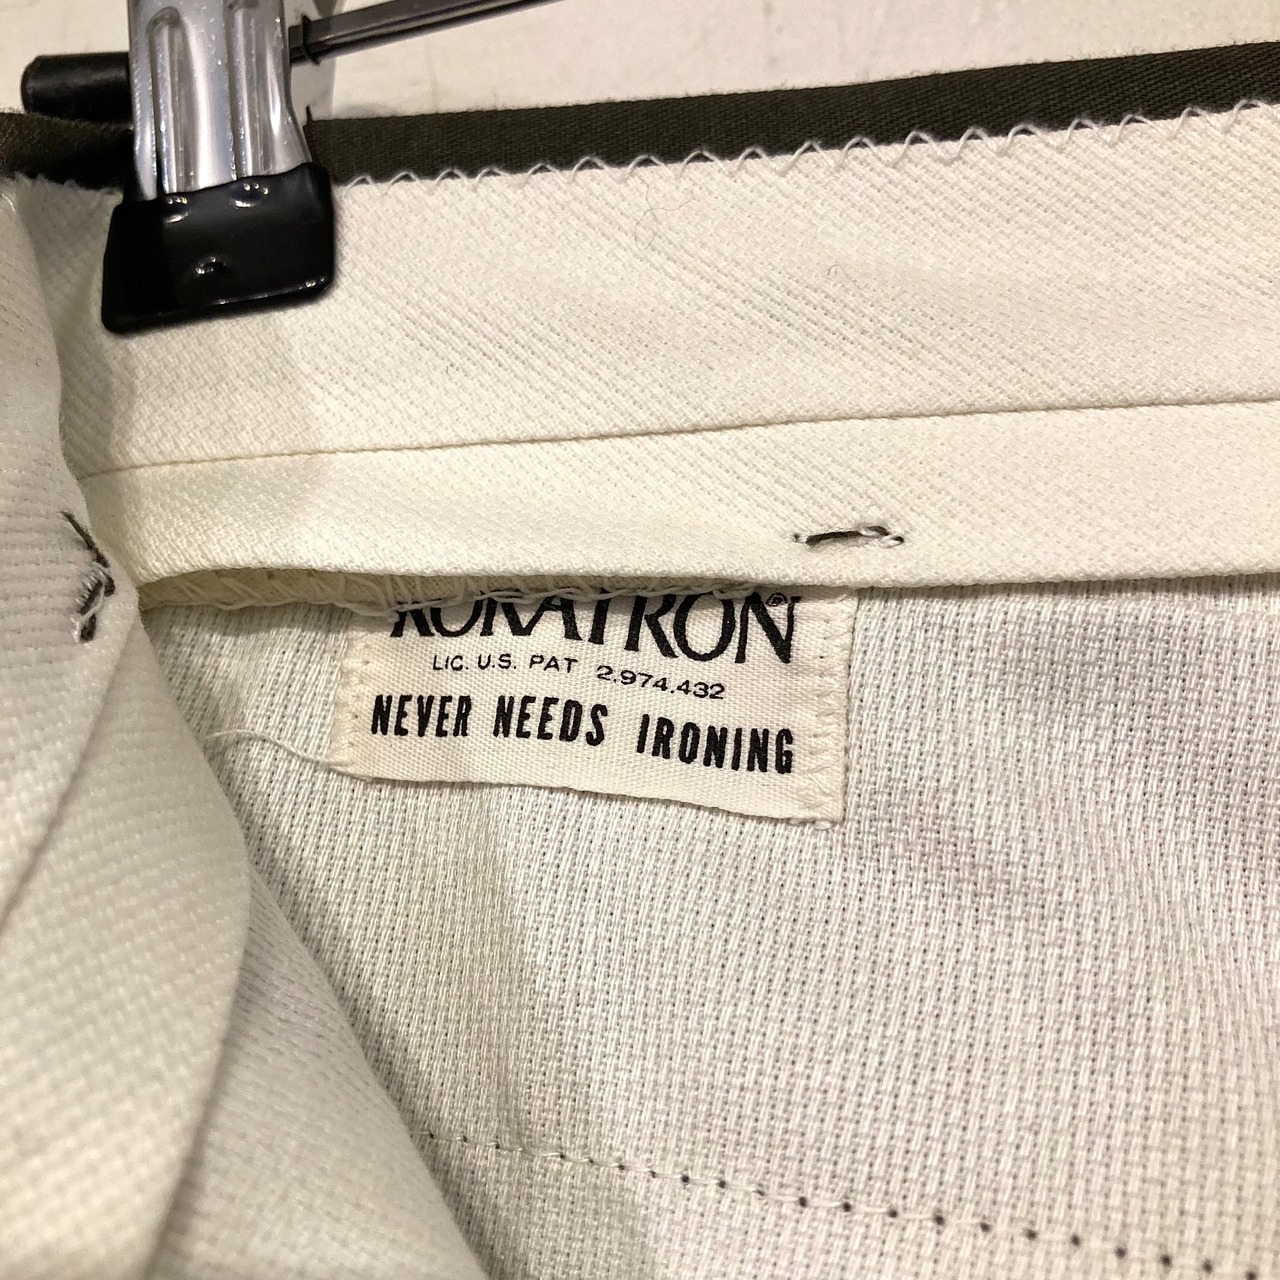 KORATRON®
LIC. U.S. PAT 2.974.432
NEVER NEEDS IRONING